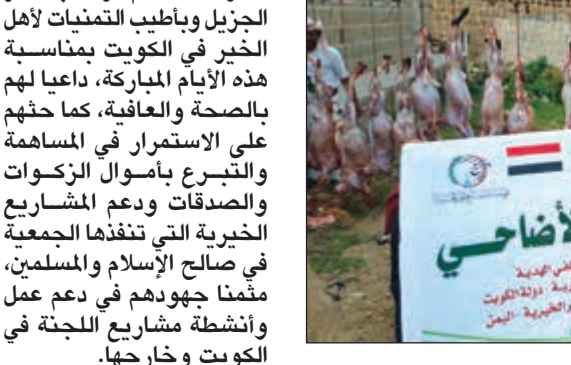 الجزيل وبأطيب التمنيات لأهل
الخير في الكويت بمناسبة
هذه الأيام المباركة، داعيا لهم
بالصحة والعافية، كما حثهم
على الاستمرار في المساهمة
والتبرع بأموال الزكوات
والصدقات ودعم المشاريع
الخيرية التي تنفذها الجمعية
في صالح الإسلام والمسلمين،
مثمنا جهودهم في دعم عمل
وأنشطة مشاريع اللجنة في
الكويت وخارجها.
الأضاحي
الهدية
دولة الكويت
الخيرية - اليمن